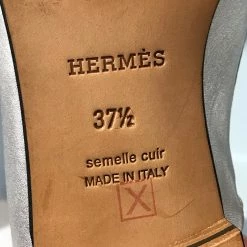 HERMÈS
37½
semelle cuir
MADE IN ITALY
X